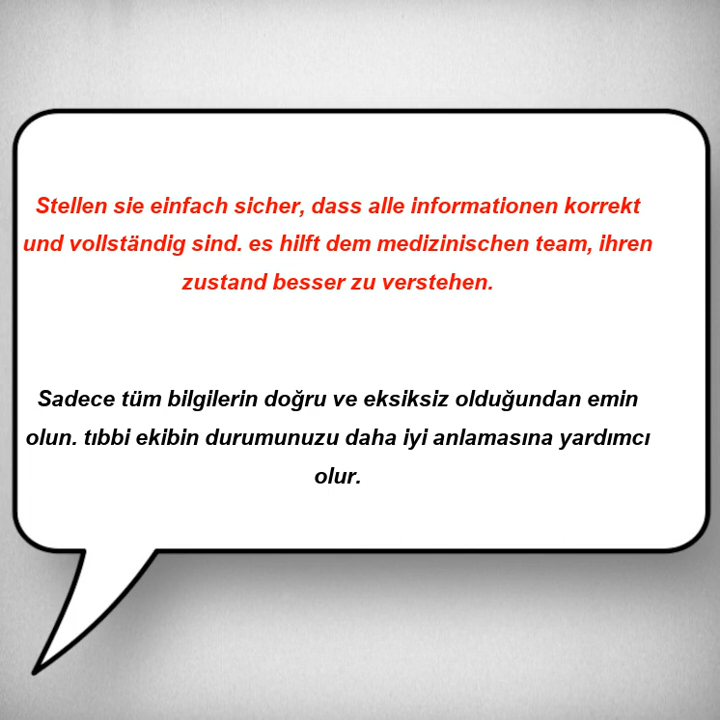 Stellen sie einfach sicher, dass alle informationen korrekt
und vollständig sind. es hilft dem medizinischen team, ihren
zustand besser zu verstehen.
Sadece tüm bilgilerin doğru ve eksiksiz olduğundan emin
olun. tıbbi ekibin durumunuzu daha iyi anlamasına yardımcı
olur.